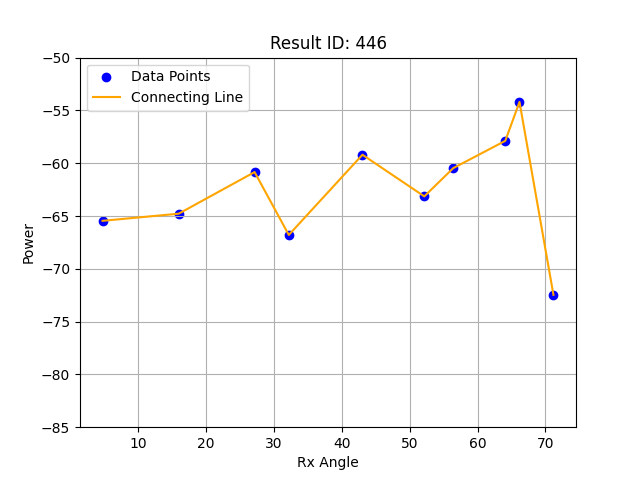 Result ID: 446
Data Points
Connecting Line
Power
−50
−55
−60
−65
−70
−75
−80
−85
10 20 30 40 50 60 70
Rx Angle